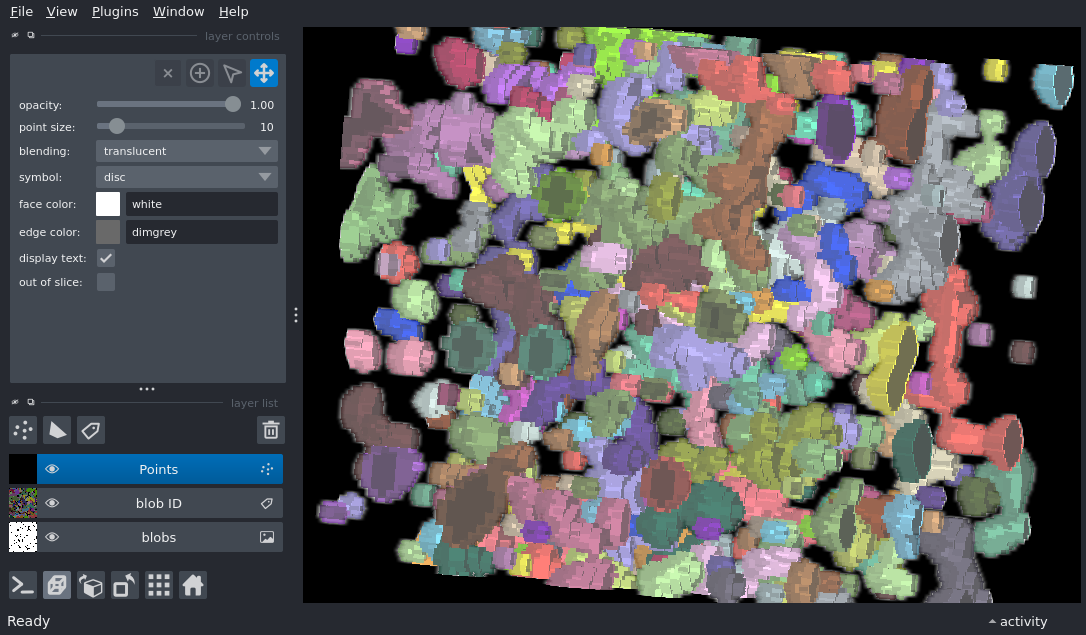 File View Plugins Window Help
layer controls
opacity: 1.00
point size: 10
blending: translucent
symbol: disc
face color: white
edge color: dimgrey
display text:
out of slice:
layer list
Points
blob ID
blobs
Ready activity